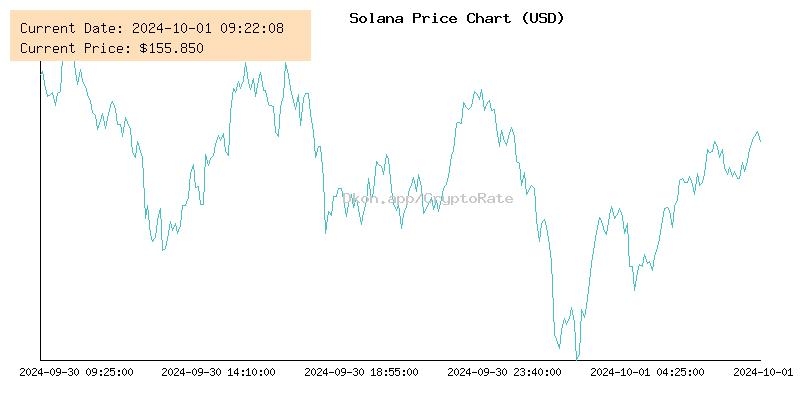 Solana Price Chart (USD)
Current Date: 2024-10-01 09:22:08
Current Price: $155.850
Okon.app/CryptoRate
2024-09-30 09:25:00 2024-09-30 14:10:00 2024-09-30 18:55:00 2024-09-30 23:40:00 2024-10-01 04:25:00 2024-10-01